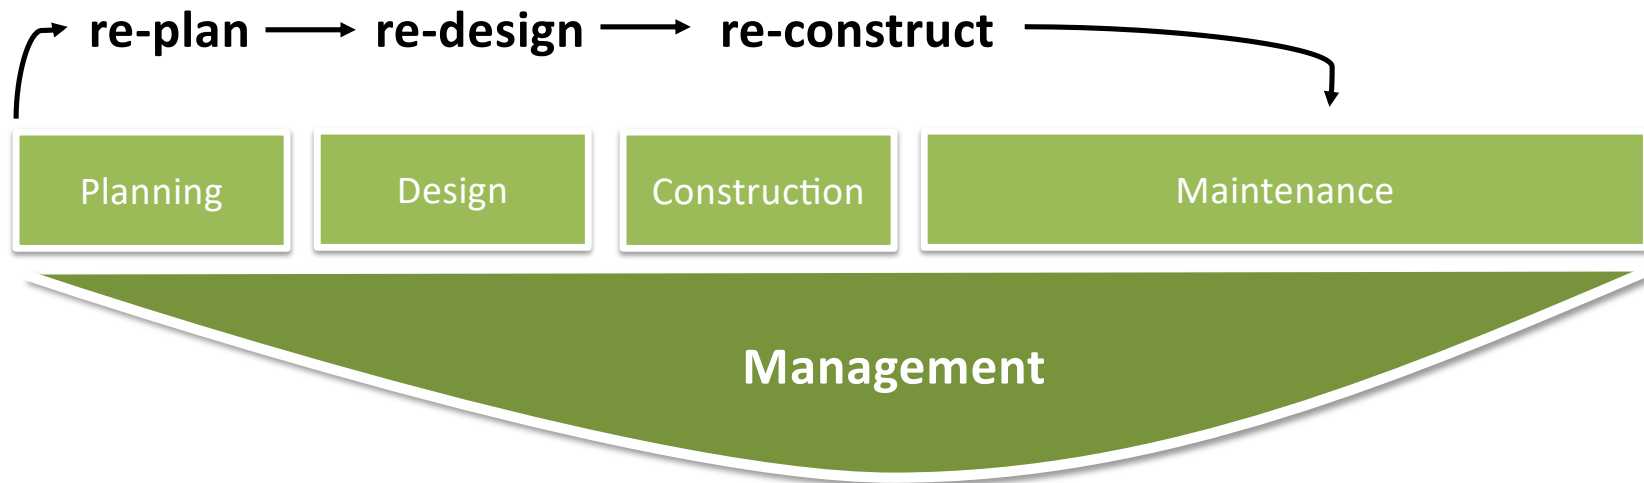 re-plan re-design re-construct
Planning Design Construction Maintenance
Management